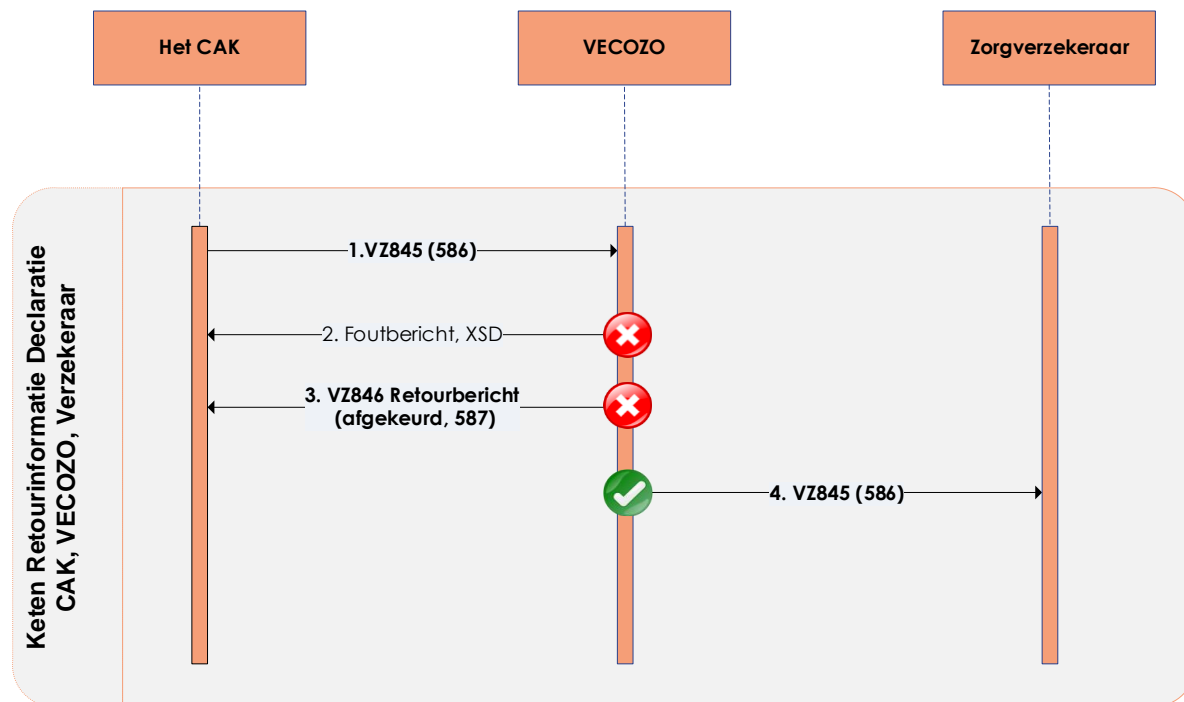 Het CAK
VECOZO
Zorgverzekeraar
Keten Retourinformatie Declaratie
CAK, VECOZO, Verzekeraar
1.VZ845 (586)
2. Foutbericht, XSD
3. VZ846 Retourbericht
(afgekeurd, 587)
4. VZ845 (586)